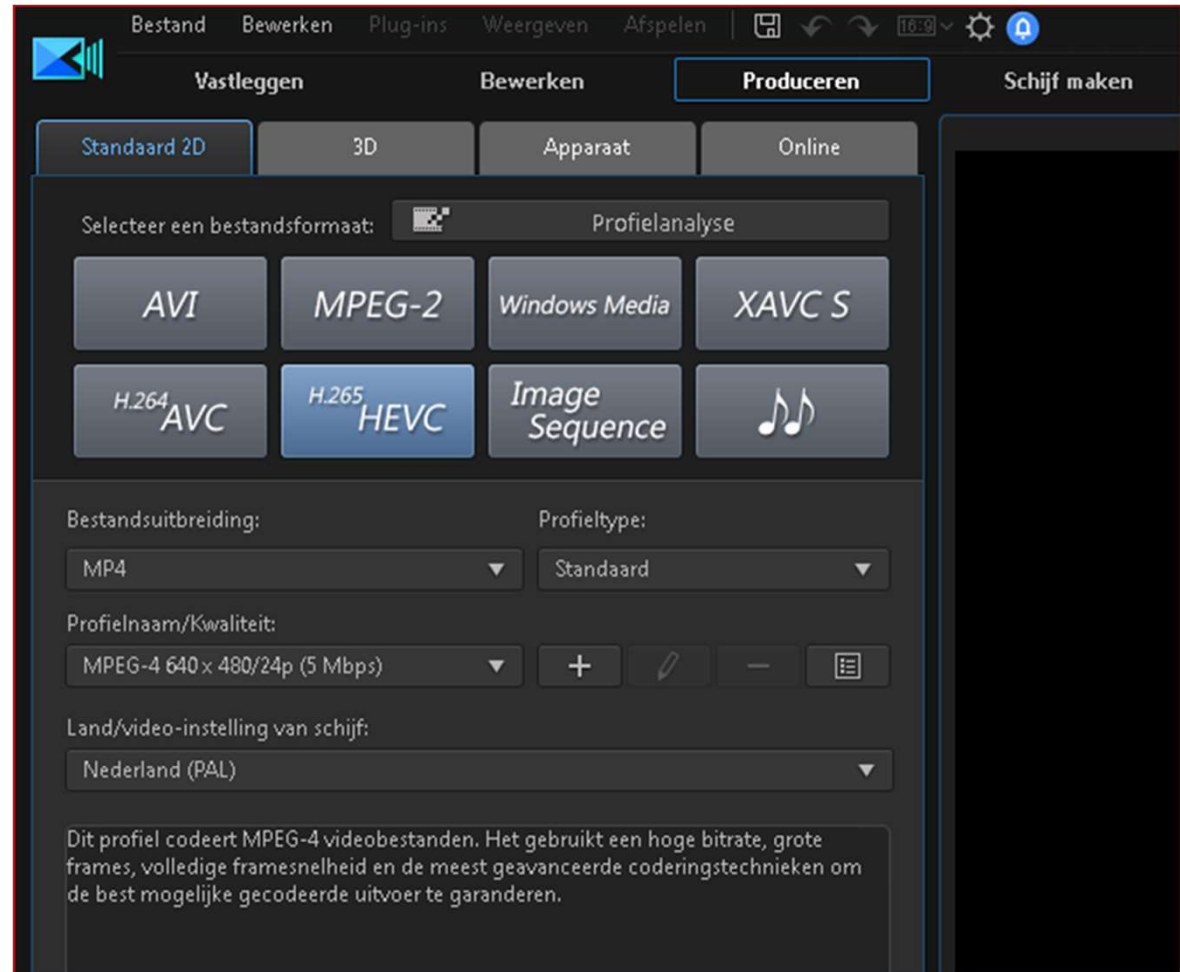 Bestand Bewerken Plug-ins Weergeven Afspelen 16:9
Vastleggen Bewerken Produceren Schijf maken
Standaard 2D 3D Apparaat Online
Selecteer een bestandsformaat: Profielanalyse
AVI MPEG-2 Windows Media XAVC S
H.264 AVC H.265 HEVC Image Sequence
Bestandsuitbreiding: Profieltype:
MP4 Standaard
Profielnaam/Kwaliteit:
MPEG-4 640 x 480/24p (5 Mbps)
Land/video-instelling van schijf:
Nederland (PAL)
Dit profiel codeert MPEG-4 videobestanden. Het gebruikt een hoge bitrate, grote
frames, volledige framesnelheid en de meest geavanceerde coderingstechnieken om
de best mogelijke gecodeerde uitvoer te garanderen.